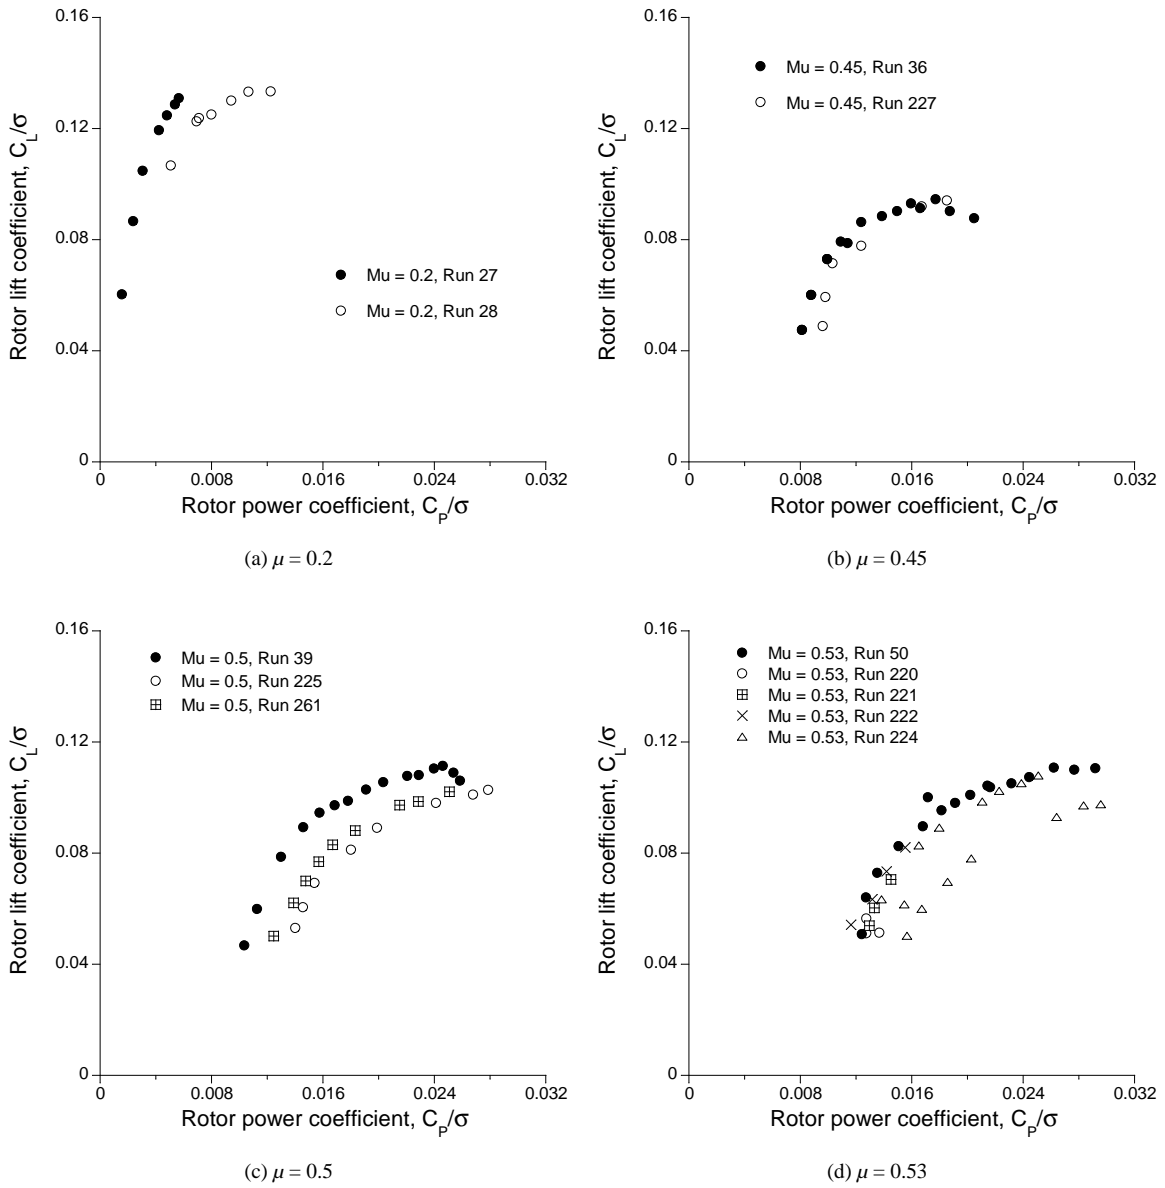 0.16
0.12
0.08
0.04
0
Rotor lift coefficient, C_L/σ
Mu = 0.2, Run 27
Mu = 0.2, Run 28
0 0.008 0.016 0.024 0.032
Rotor power coefficient, C_P/σ
(a) μ = 0.2
0.16
0.12
0.08
0.04
0
Rotor lift coefficient, C_L/σ
Mu = 0.45, Run 36
Mu = 0.45, Run 227
0 0.008 0.016 0.024 0.032
Rotor power coefficient, C_P/σ
(b) μ = 0.45
0.16
0.12
0.08
0.04
0
Rotor lift coefficient, C_L/σ
Mu = 0.5, Run 39
Mu = 0.5, Run 225
Mu = 0.5, Run 261
0 0.008 0.016 0.024 0.032
Rotor power coefficient, C_P/σ
(c) μ = 0.5
0.16
0.12
0.08
0.04
0
Rotor lift coefficient, C_L/σ
Mu = 0.53, Run 50
Mu = 0.53, Run 220
Mu = 0.53, Run 221
Mu = 0.53, Run 222
Mu = 0.53, Run 224
0 0.008 0.016 0.024 0.032
Rotor power coefficient, C_P/σ
(d) μ = 0.53